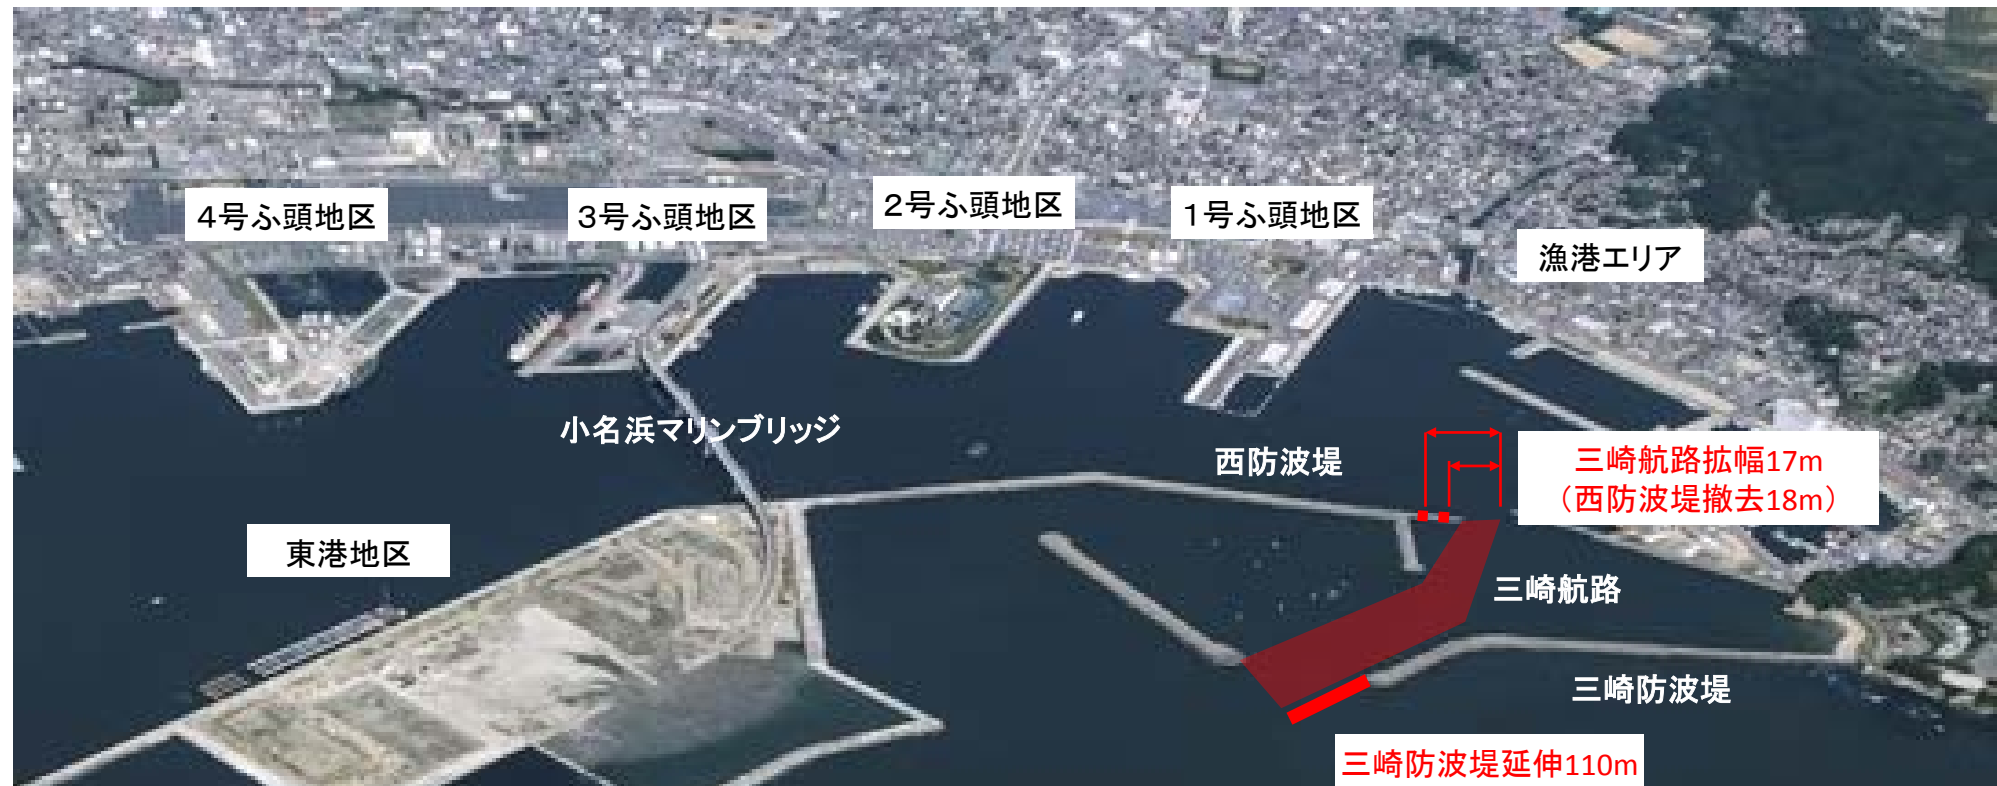 ４号ふ頭地区
３号ふ頭地区
２号ふ頭地区
１号ふ頭地区
漁港エリア
小名浜マリンブリッジ
西防波堤
三崎航路拡幅17m
（西防波堤撤去18m）
東港地区
三崎航路
三崎防波堤
三崎防波堤延伸110m